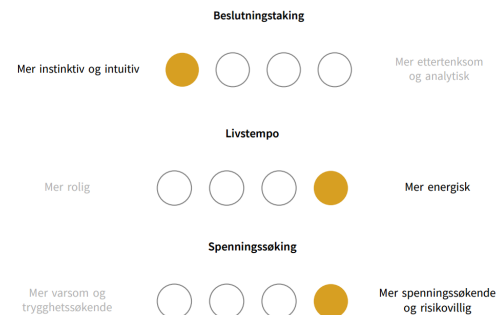 Beslutningstaking
Mer instinktiv og intuitiv
Mer ettertenksom
og analytisk
Livstempo
Mer rolig
Mer energisk
Spenningssøking
Mer varsom og
trygghetssøkende
Mer spenningssøkende
og risikovillig